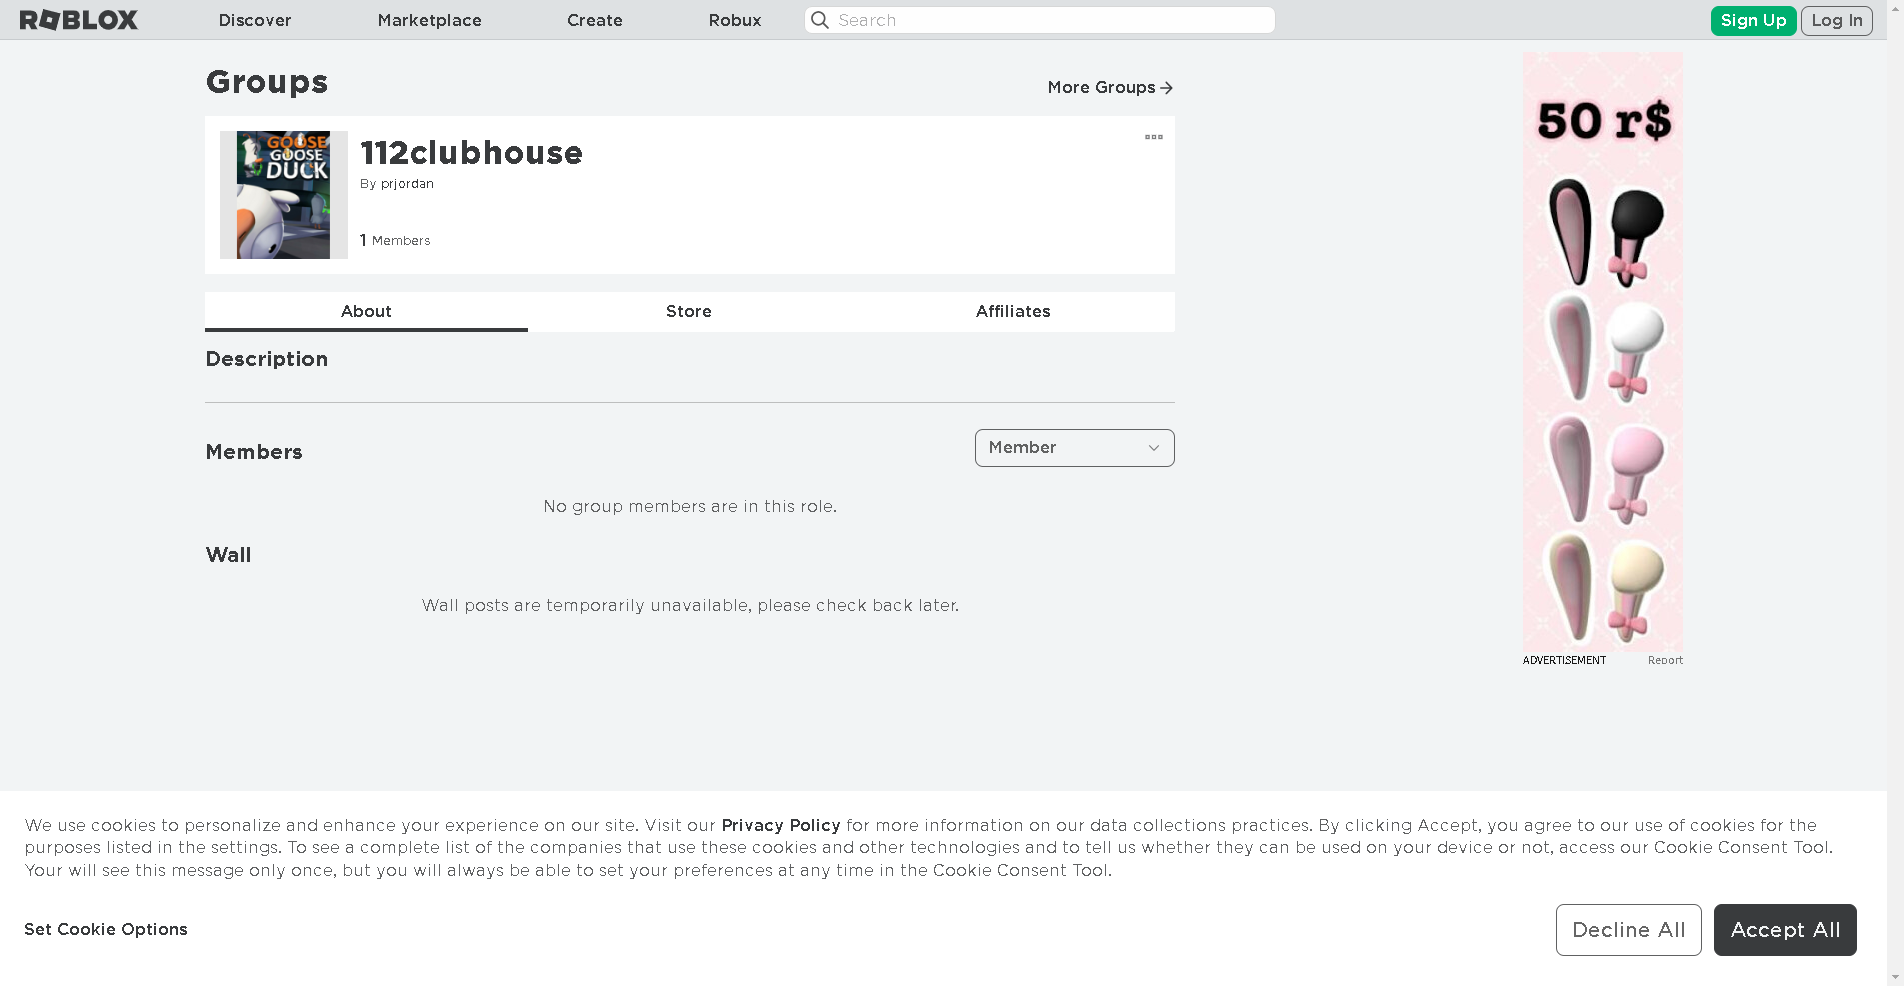 ROBLOX
Discover
Marketplace
Create
Robux
Search
Sign Up
Log In
Groups
More Groups
GOOSE
GOOSE
DUCK
112clubhouse
By prjordan
1 Members
About
Store
Affiliates
Description
Members
Member
No group members are in this role.
Wall
Wall posts are temporarily unavailable, please check back later.
50 r$
ADVERTISEMENT
Report
We use cookies to personalize and enhance your experience on our site. Visit our Privacy Policy for more information on our data collections practices. By clicking Accept, you agree to our use of cookies for the
purposes listed in the settings. To see a complete list of the companies that use these cookies and other technologies and to tell us whether they can be used on your device or not, access our Cookie Consent Tool.
Your will see this message only once, but you will always be able to set your preferences at any time in the Cookie Consent Tool.
Set Cookie Options
Decline All
Accept All